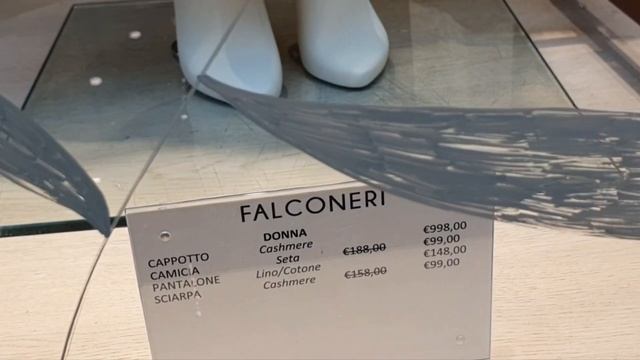 FALCONERI
DONNA
CAPPOTTO Cashmere €998,00
CAMICIA Seta €188,00 €99,00
PANTALONE Lino/Cotone €148,00
SCIARPA Cashmere €158,00 €99,00